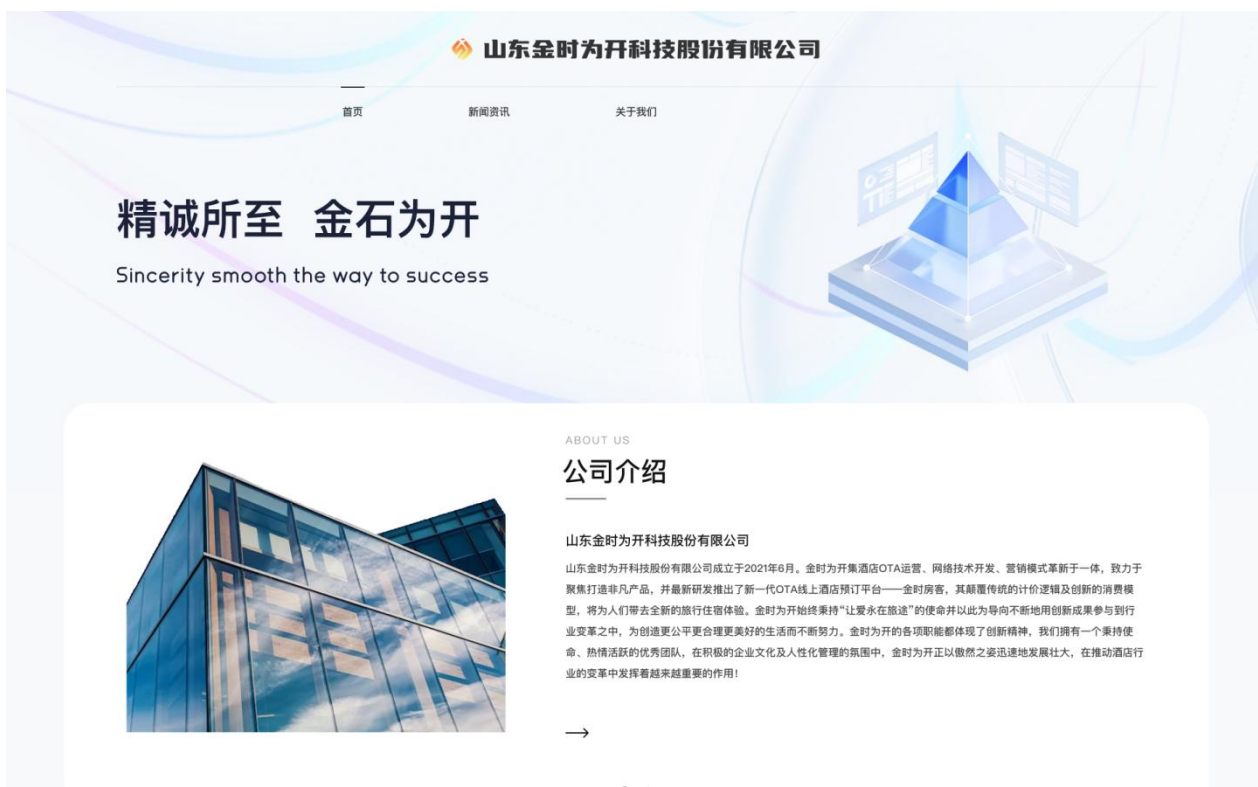 山东金时为开科技股份有限公司
首页
新闻资讯
关于我们
精诚所至 金石为开
Sincerity smooth the way to success
ABOUT US
公司介绍
山东金时为开科技股份有限公司
山东金时为开科技股份有限公司成立于2021年6月。金时为开集酒店OTA运营、网络技术开发、营销模式革新于一体，致力于
聚焦打造非凡产品，并最新研发推出了新一代OTA线上酒店预订平台——金时房客，其颠覆传统的计价逻辑及创新的消费模
型，将为人们带去全新的旅行住宿体验。金时为开始终秉持“让爱永在旅途”的使命并以此为导向不断地用创新成果参与到行
业变革之中，为创造更公平更合理更美好的生活而不断努力。金时为开的各项职能都体现了创新精神，我们拥有一个秉持使
命、热情活跃的优秀团队，在积极的企业文化及人性化管理的氛围中，金时为开正以傲然之姿迅速地发展壮大，在推动酒店行
业的变革中发挥着越来越重要的作用！